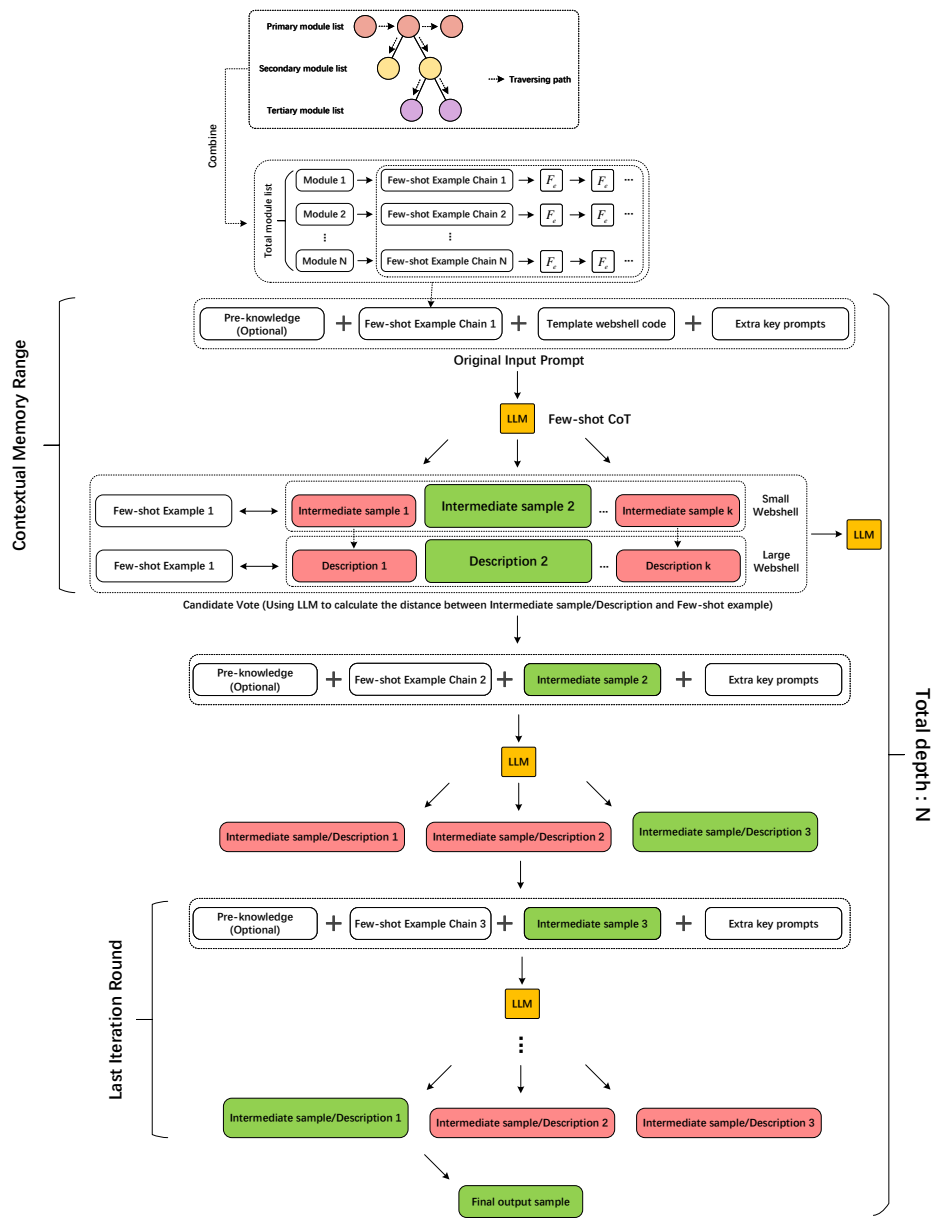 Primary module list
Secondary module list
Traversing path
Tertiary module list
Combine
Total module list
Module 1
Few-shot Example Chain 1
Fe
Fe
...
Module 2
Few-shot Example Chain 2
Fe
Fe
...
⋮
⋮
Module N
Few-shot Example Chain N
Fe
Fe
...
Contextual Memory Range
Pre-knowledge
(Optional)
+
Few-shot Example Chain 1
+
Template webshell code
+
Extra key prompts
Original Input Prompt
LLM
Few-shot CoT
Few-shot Example 1
Intermediate sample 1
Intermediate sample 2
...
Intermediate sample k
Small
Webshell
LLM
Few-shot Example 1
Description 1
Description 2
...
Description k
Large
Webshell
Candidate Vote (Using LLM to calculate the distance between Intermediate sample/Description and Few-shot example)
Pre-knowledge
(Optional)
+
Few-shot Example Chain 2
+
Intermediate sample 2
+
Extra key prompts
Total depth : N
LLM
Intermediate sample/Description 1
Intermediate sample/Description 2
Intermediate sample/Description 3
Last Iteration Round
Pre-knowledge
(Optional)
+
Few-shot Example Chain 3
+
Intermediate sample 3
+
Extra key prompts
LLM
⋮
Intermediate sample/Description 1
Intermediate sample/Description 2
Intermediate sample/Description 3
Final output sample